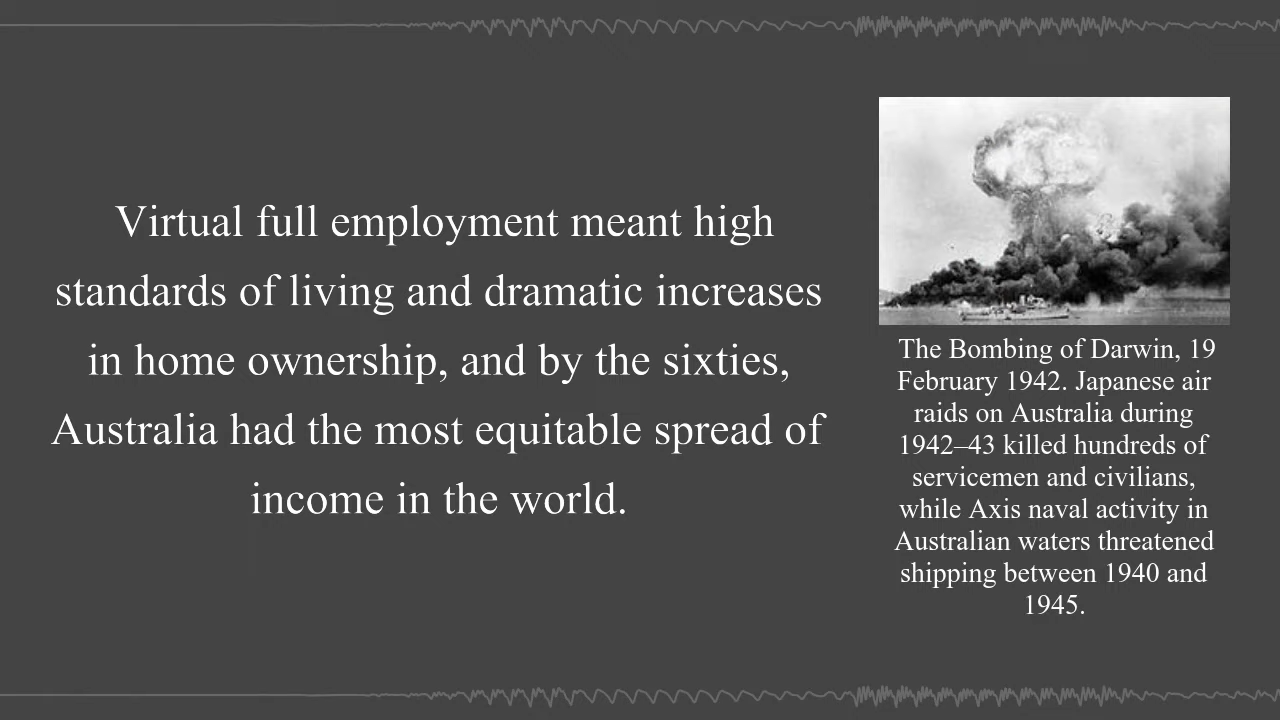 Virtual full employment meant high
standards of living and dramatic increases
in home ownership, and by the sixties,
Australia had the most equitable spread of
income in the world.
The Bombing of Darwin, 19
February 1942. Japanese air
raids on Australia during
1942–43 killed hundreds of
servicemen and civilians,
while Axis naval activity in
Australian waters threatened
shipping between 1940 and
1945.